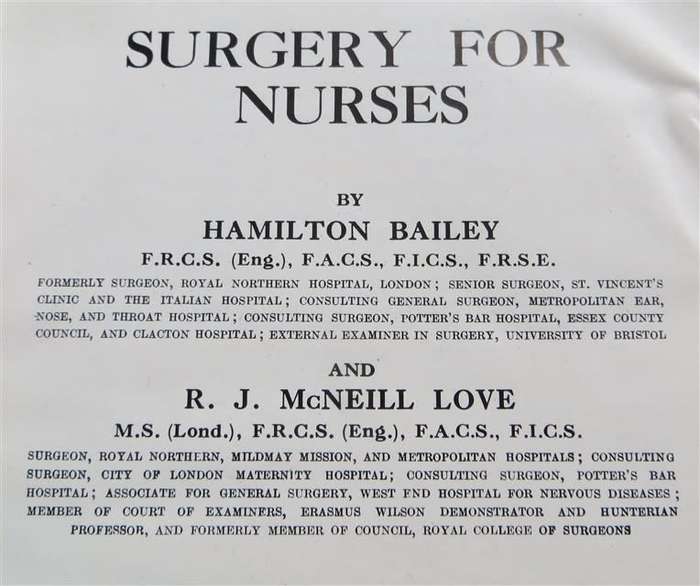 SURGERY FOR
NURSES
BY
HAMILTON BAILEY
F.R.C.S. (Eng.), F.A.C.S., F.I.C.S., F.R.S.E.
FORMERLY SURGEON, ROYAL NORTHERN HOSPITAL, LONDON; SENIOR SURGEON, ST. VINCENT'S
CLINIC AND THE ITALIAN HOSPITAL; CONSULTING GENERAL SURGEON, METROPOLITAN EAR,
NOSE, AND THROAT HOSPITAL; CONSULTING SURGEON, POTTER'S BAR HOSPITAL, ESSEX COUNTY
COUNCIL, AND CLACTON HOSPITAL; EXTERNAL EXAMINER IN SURGERY, UNIVERSITY OF BRISTOL
AND
R. J. McNEILL LOVE
M.S. (Lond.), F.R.C.S. (Eng.), F.A.C.S., F.I.C.S.
SURGEON, ROYAL NORTHERN, MILDMAY MISSION, AND METROPOLITAN HOSPITALS; CONSULTING
SURGEON, CITY OF LONDON MATERNITY HOSPITAL; CONSULTING SURGEON, POTTER'S BAR
HOSPITAL; ASSOCIATE FOR GENERAL SURGERY, WEST END HOSPITAL FOR NERVOUS DISEASES;
MEMBER OF COURT OF EXAMINERS, ERASMUS WILSON DEMONSTRATOR AND HUNTERIAN
PROFESSOR, AND FORMERLY MEMBER OF COUNCIL, ROYAL COLLEGE OF SURGEONS